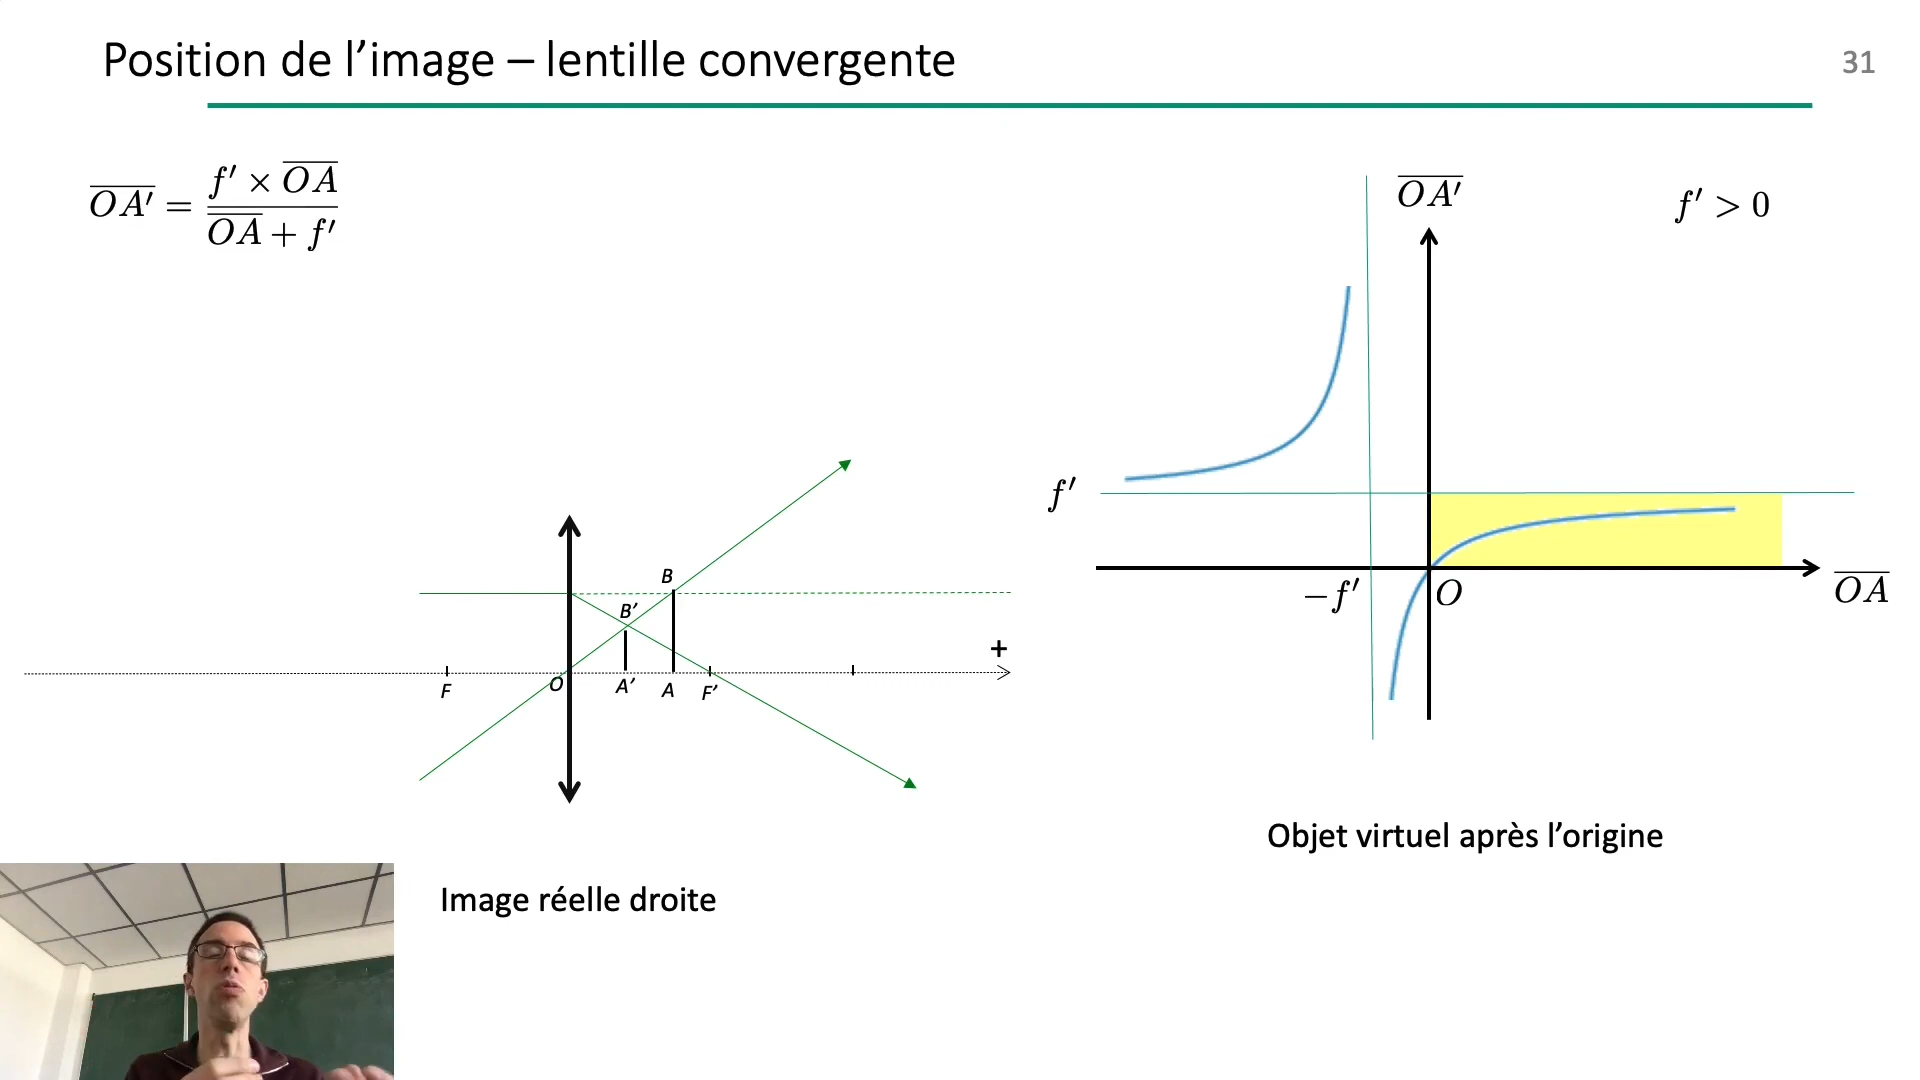 Position de l’image – lentille convergente
31
OA′ = (f′ × OA) / (OA + f′)
OA′
f′ > 0
f′
−f′
O
OA
B
B’
+
F
O
A’
A
F’
Objet virtuel après l’origine
Image réelle droite